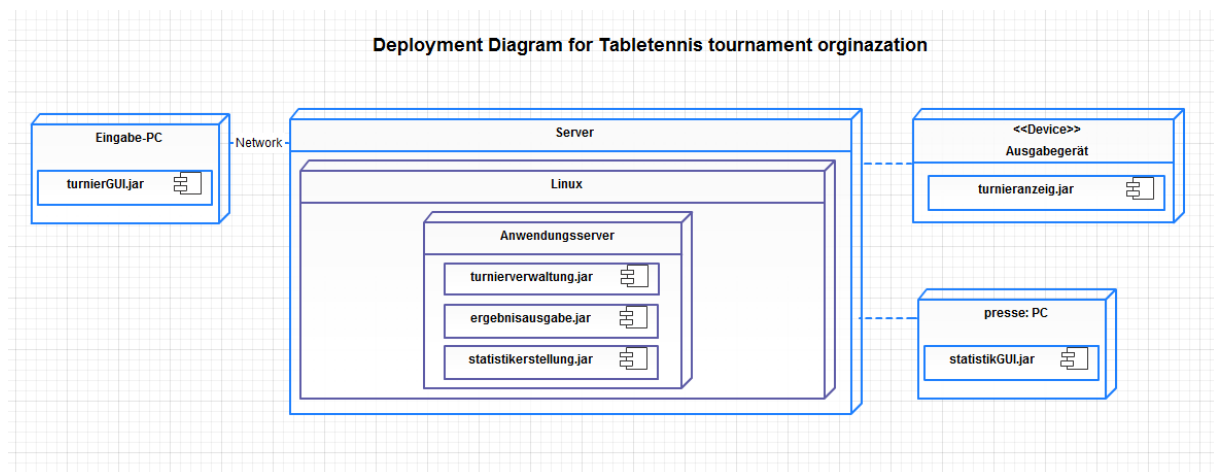 Deployment Diagram for Tabletennis tournament orginazation
Eingabe-PC
turnierGUI.jar
Network
Server
Linux
Anwendungsserver
turnierverwaltung.jar
ergebnisausgabe.jar
statistikerstellung.jar
<<Device>>
Ausgabegerät
turnieranzeig.jar
presse: PC
statistikGUI.jar